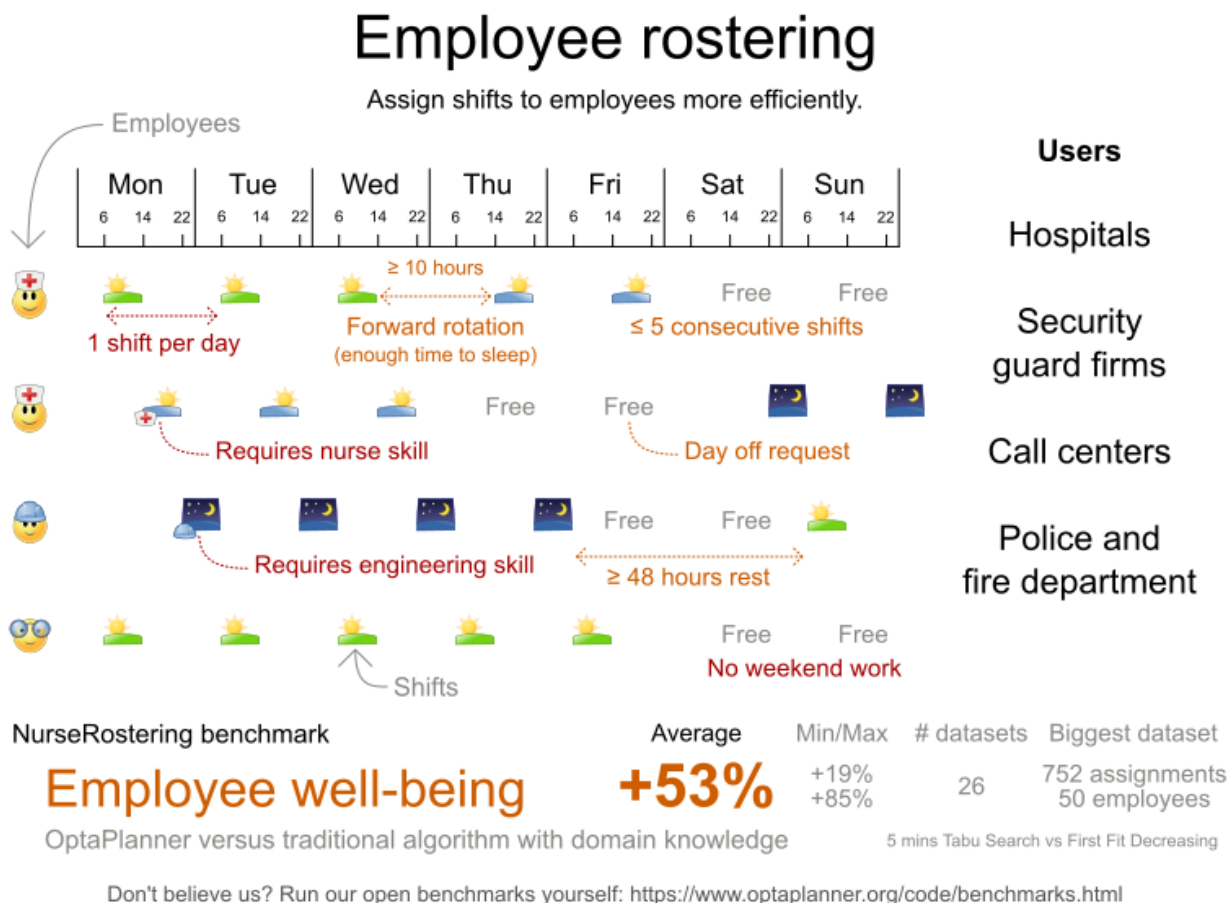 Employee rostering
Assign shifts to employees more efficiently.
Employees
Users
Mon Tue Wed Thu Fri Sat Sun
6 14 22 6 14 22 6 14 22 6 14 22 6 14 22 6 14 22 6 14 22
Hospitals
≥ 10 hours
Free Free
1 shift per day
Forward rotation
(enough time to sleep)
≤ 5 consecutive shifts
Security
guard firms
Free Free
Requires nurse skill
Day off request
Call centers
Free Free
Requires engineering skill
≥ 48 hours rest
Police and
fire department
Free Free
No weekend work
Shifts
NurseRostering benchmark
Average
Min/Max
# datasets
Biggest dataset
Employee well-being
+53%
+19%
+85%
26
752 assignments
50 employees
OptaPlanner versus traditional algorithm with domain knowledge
5 mins Tabu Search vs First Fit Decreasing
Don't believe us? Run our open benchmarks yourself: https://www.optaplanner.org/code/benchmarks.html